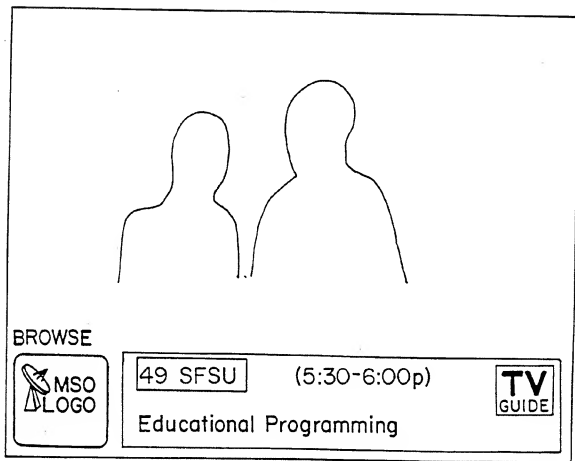 BROWSE
MSO
LOGO
49 SFSU (5:30-6:00p)
Educational Programming
TV
GUIDE